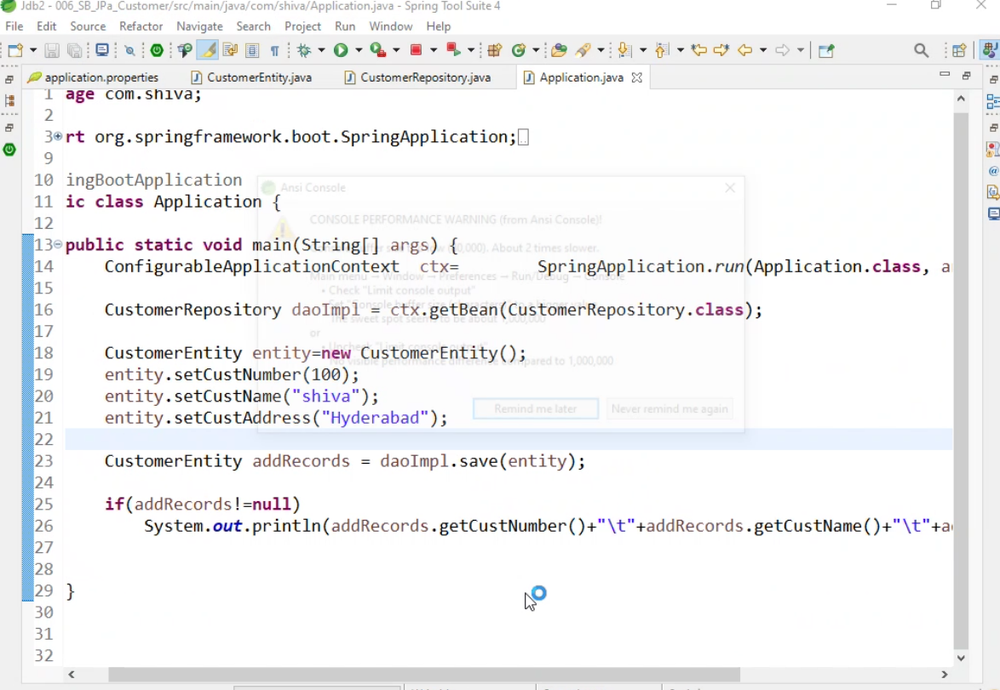 Jdb2 - 006_SB_JPa_Customer/src/main/java/com/shiva/Application.java - Spring Tool Suite 4
File Edit Source Refactor Navigate Search Project Run Window Help
application.properties CustomerEntity.java CustomerRepository.java Application.java
1 age com.shiva;
2
3 rt org.springframework.boot.SpringApplication;
9
10 ingBootApplication
11 ic class Application {
12
13 public static void main(String[] args) {
14 ConfigurableApplicationContext ctx= SpringApplication.run(Application.class, a
15
16 CustomerRepository daoImpl = ctx.getBean(CustomerRepository.class);
17
18 CustomerEntity entity=new CustomerEntity();
19 entity.setCustNumber(100);
20 entity.setCustName("shiva");
21 entity.setCustAddress("Hyderabad");
22
23 CustomerEntity addRecords = daoImpl.save(entity);
24
25 if(addRecords!=null)
26 System.out.println(addRecords.getCustNumber()+"\t"+addRecords.getCustName()+"\t"+a
27
28
29 }
30
31
32
Ansi Console
CONSOLE PERFORMANCE WARNING (from Ansi Console)!
About 2 times slower.
Main menu → Window → Preferences → Run/Debug → Console
• Check "Limit console output"
The sweet spot seems to be about 1,000,000
or
• Uncheck "Limit console output"
No visible performance difference compared to 1,000,000
Remind me later Never remind me again